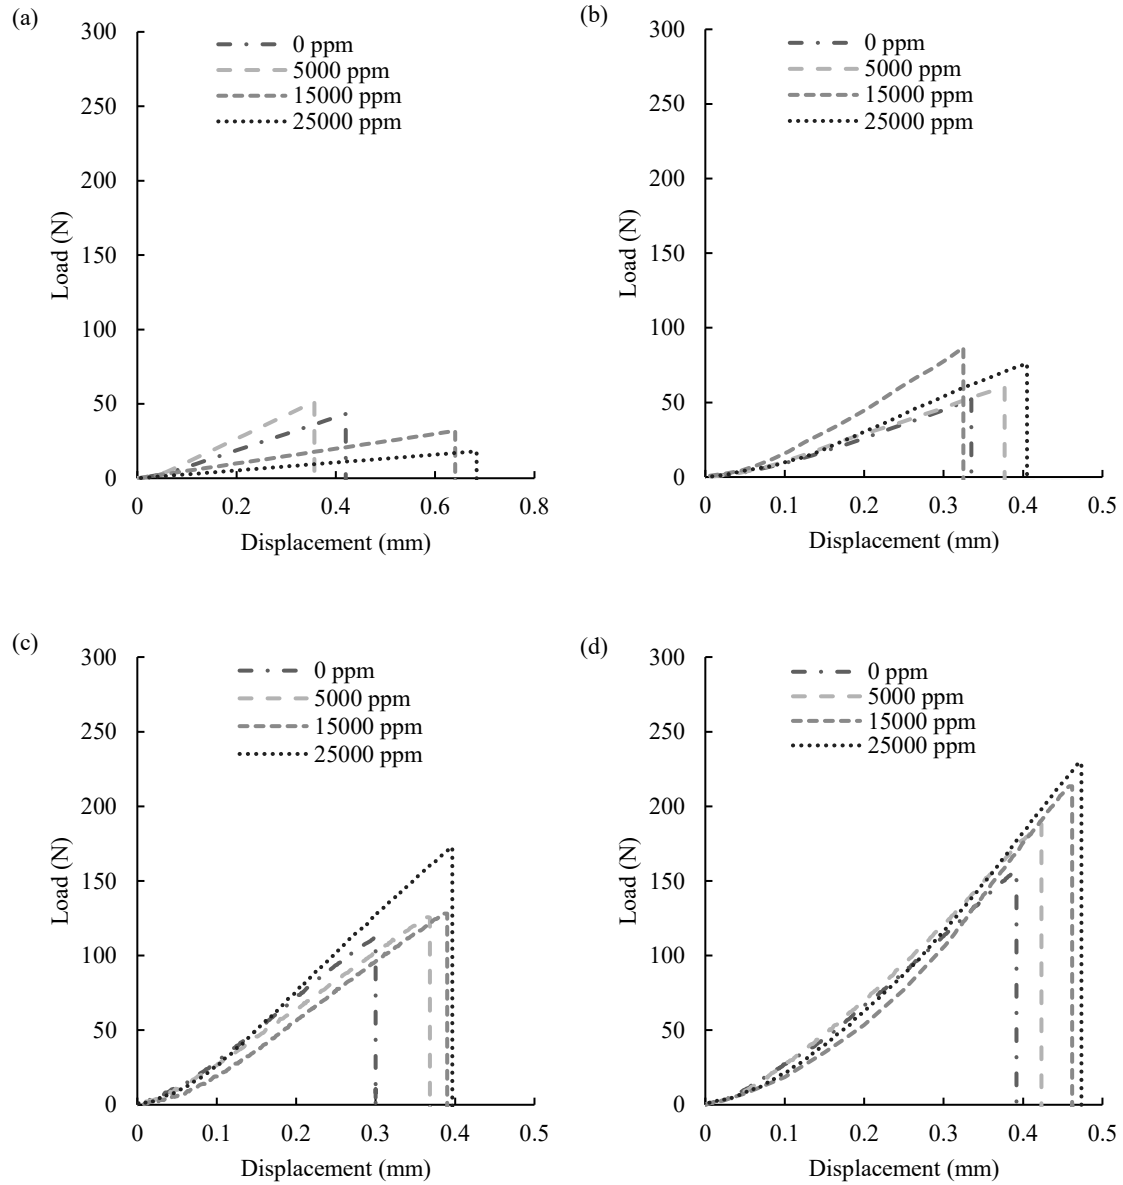 (a)
300
250
200
150
100
50
0
0 ppm
5000 ppm
15000 ppm
25000 ppm
Load (N)
0 0.2 0.4 0.6 0.8
Displacement (mm)
(b)
300
250
200
150
100
50
0
0 ppm
5000 ppm
15000 ppm
25000 ppm
Load (N)
0 0.1 0.2 0.3 0.4 0.5
Displacement (mm)
(c)
300
250
200
150
100
50
0
0 ppm
5000 ppm
15000 ppm
25000 ppm
Load (N)
0 0.1 0.2 0.3 0.4 0.5
Displacement (mm)
(d)
300
250
200
150
100
50
0
0 ppm
5000 ppm
15000 ppm
25000 ppm
Load (N)
0 0.1 0.2 0.3 0.4 0.5
Displacement (mm)